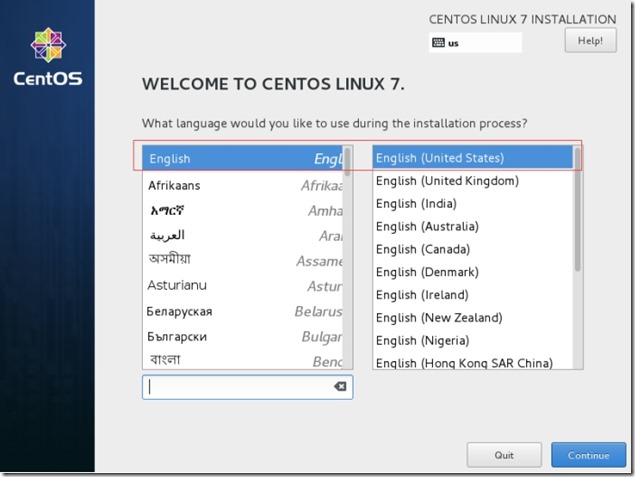 CENTOS LINUX 7 INSTALLATION
us
Help!
CentOS
WELCOME TO CENTOS LINUX 7.
What language would you like to use during the installation process?
English Engl
Afrikaans Afrikaa
አማርኛ Amha
العربية Ara
অসমীয়া Assame
Asturianu Astur
Беларуская Belarus
Български Bulgar
বাংলা Beng
English (United States)
English (United Kingdom)
English (India)
English (Australia)
English (Canada)
English (Denmark)
English (Ireland)
English (New Zealand)
English (Nigeria)
English (Hong Kong SAR China)
Quit
Continue